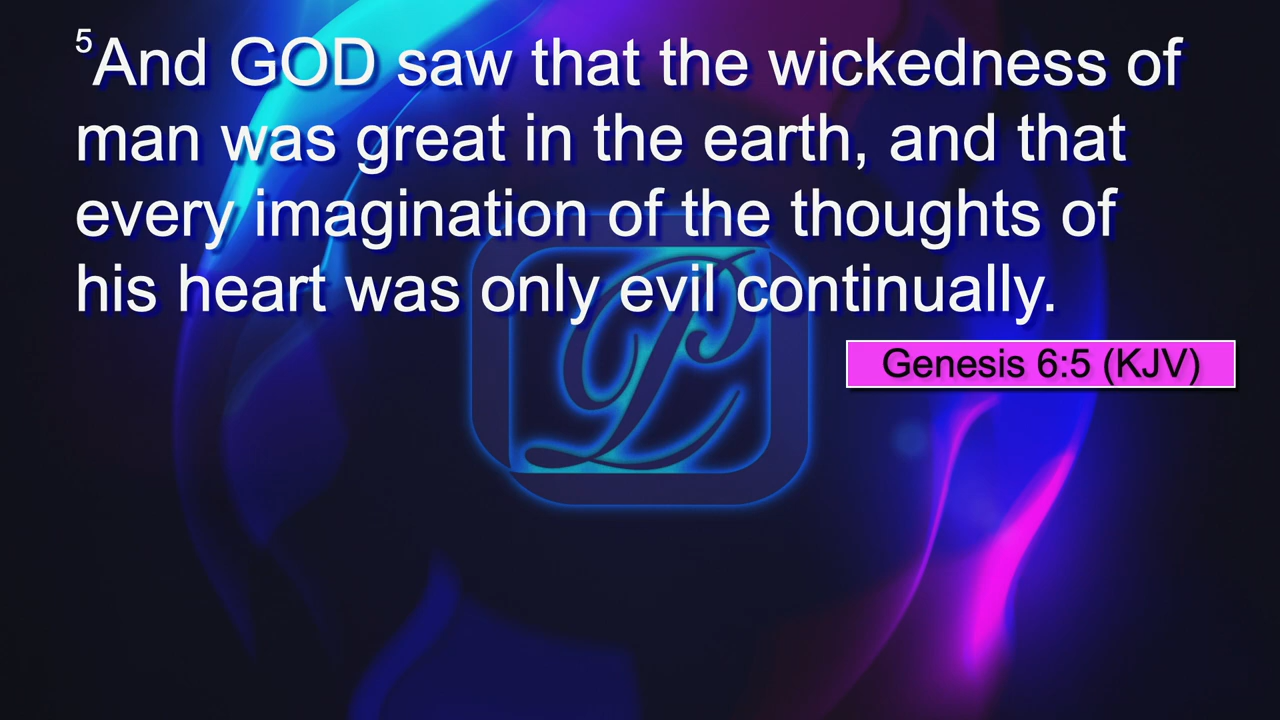 5And GOD saw that the wickedness of
man was great in the earth, and that
every imagination of the thoughts of
his heart was only evil continually.
Genesis 6:5 (KJV)